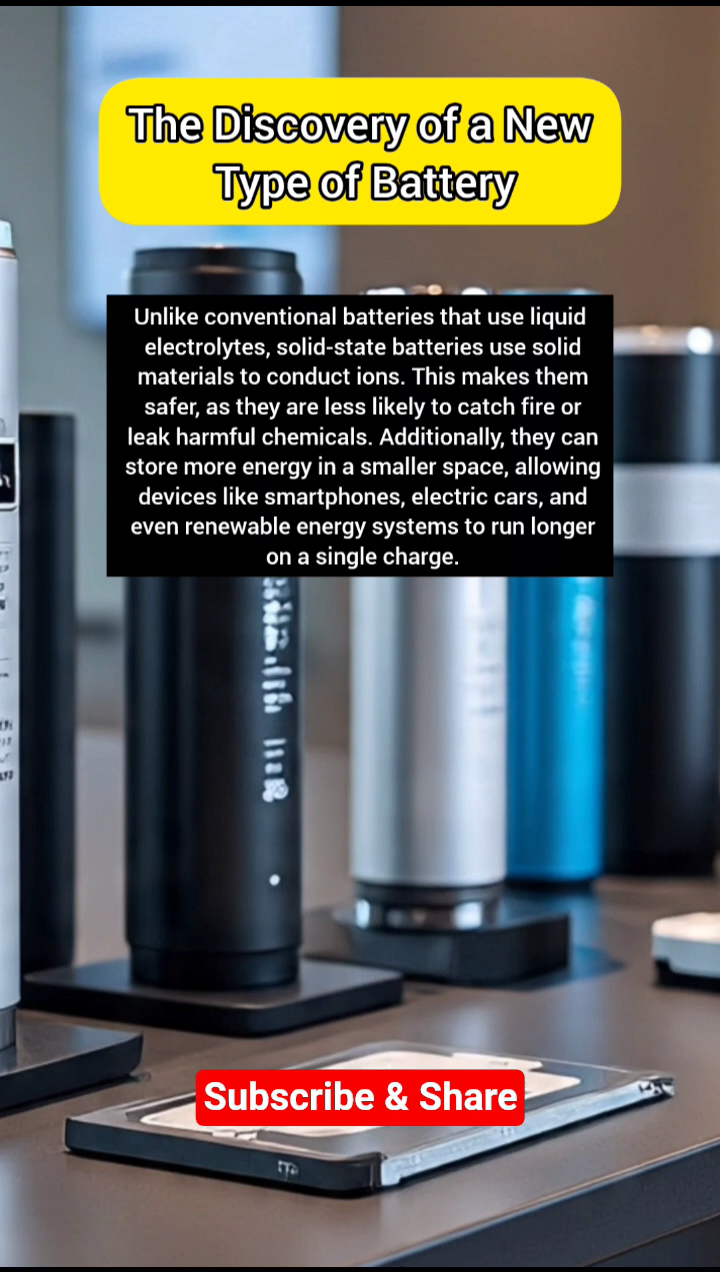 The Discovery of a New
Type of Battery
Unlike conventional batteries that use liquid
electrolytes, solid-state batteries use solid
materials to conduct ions. This makes them
safer, as they are less likely to catch fire or
leak harmful chemicals. Additionally, they can
store more energy in a smaller space, allowing
devices like smartphones, electric cars, and
even renewable energy systems to run longer
on a single charge.
Subscribe & Share